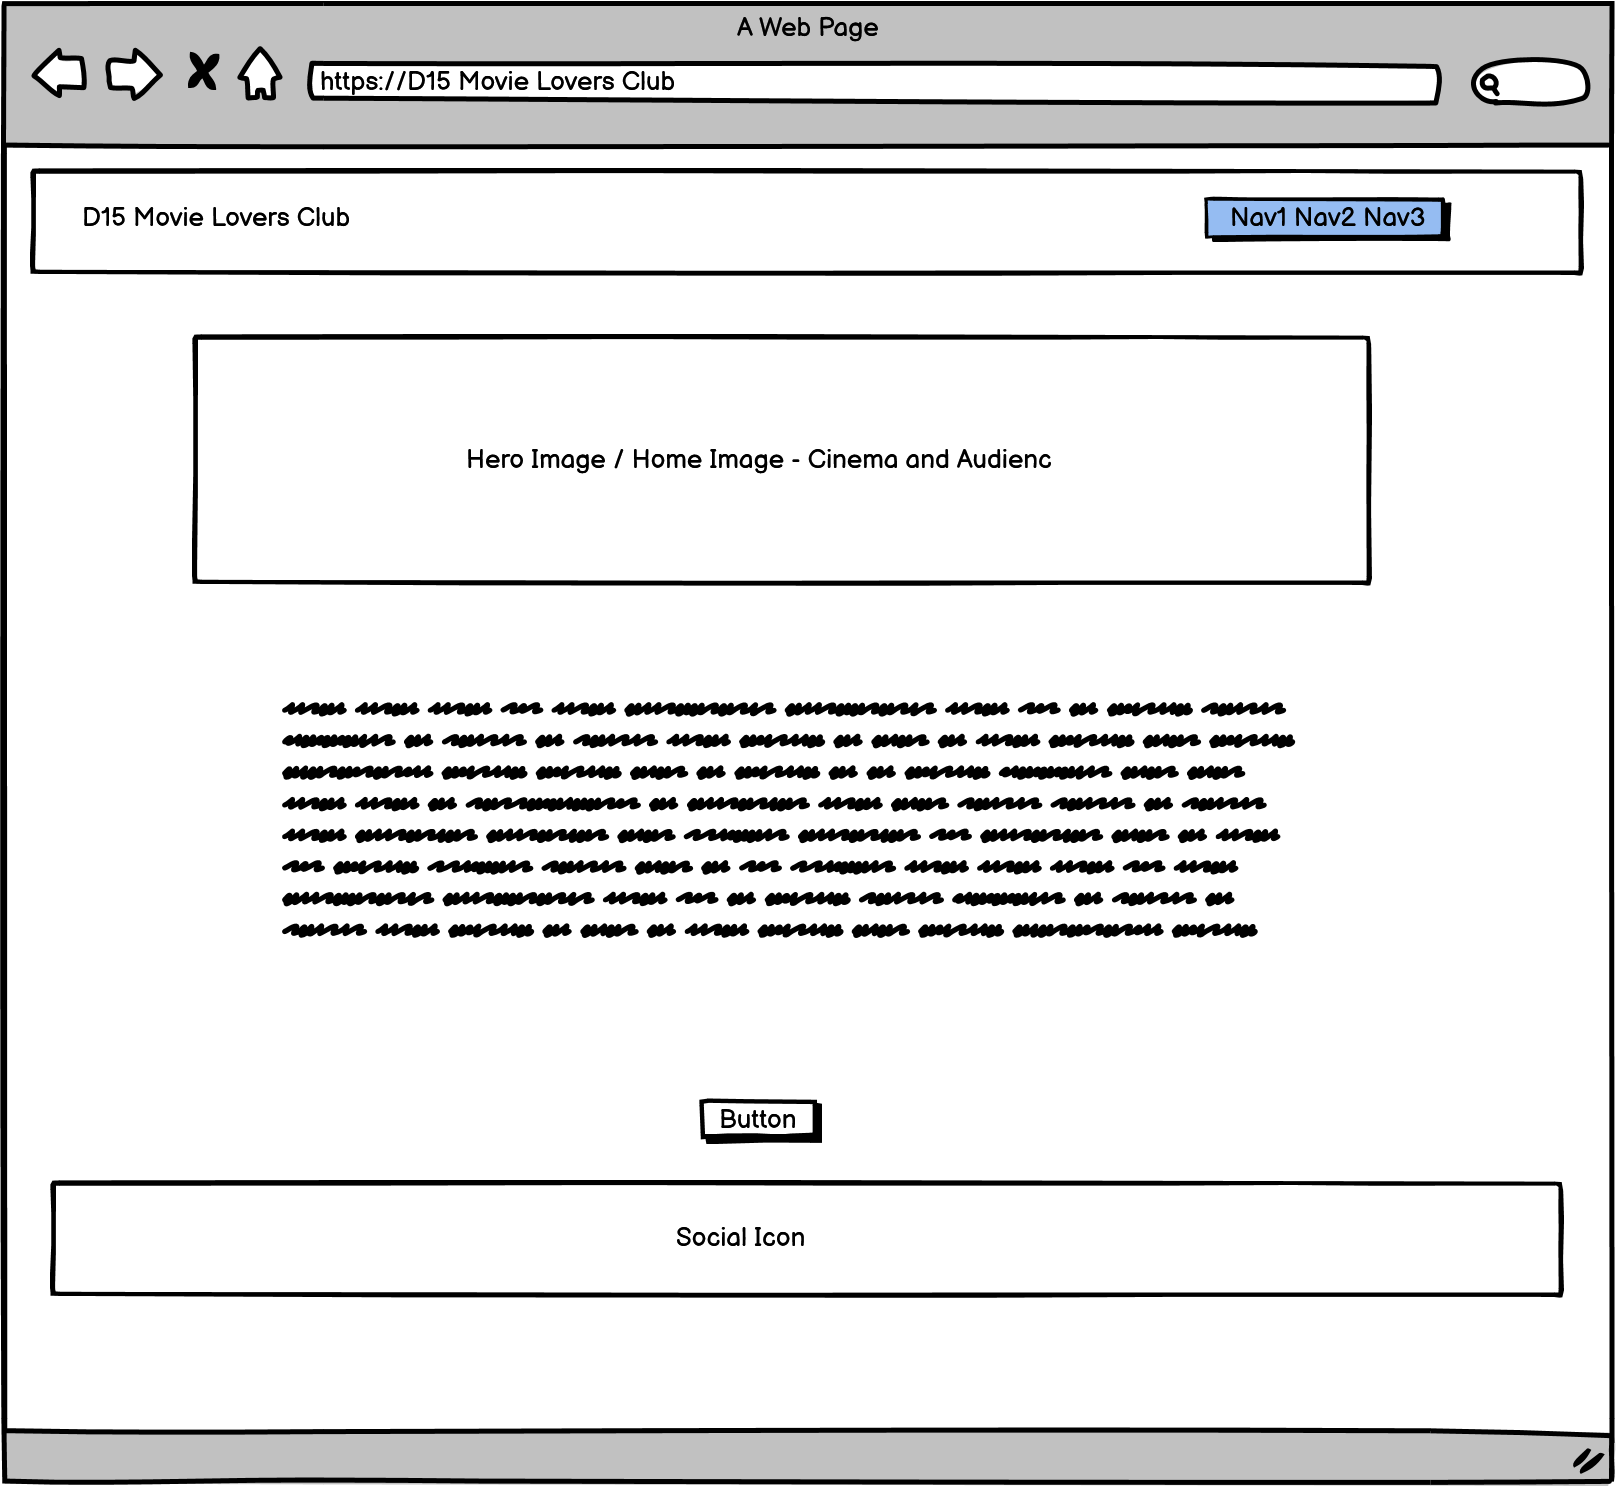 A Web Page
https://D15 Movie Lovers Club
D15 Movie Lovers Club
Nav1 Nav2 Nav3
Hero Image / Home Image - Cinema and Audienc
Button
Social Icon